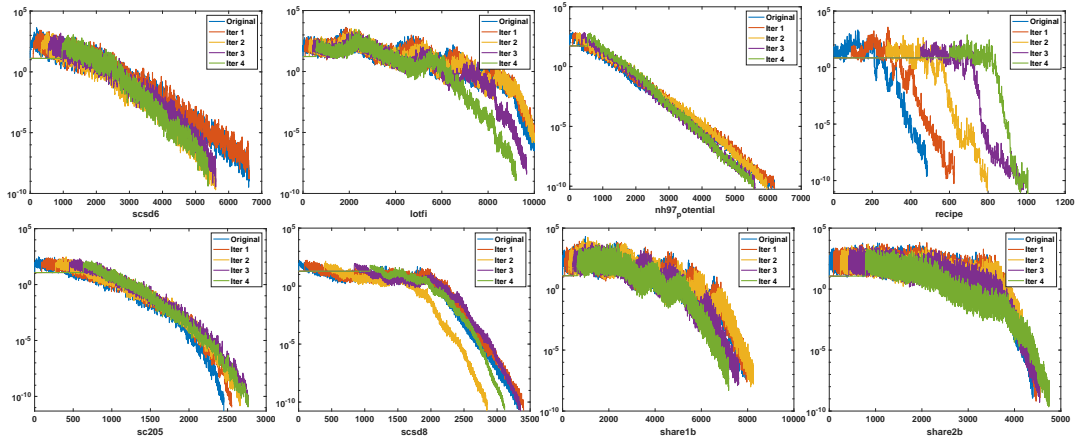 10^5
10^0
10^-5
10^-10
0 1000 2000 3000 4000 5000 6000 7000
scsd6
Original
Iter 1
Iter 2
Iter 3
Iter 4
10^5
10^0
10^-5
10^-10
0 2000 4000 6000 8000 10000
lotfi
Original
Iter 1
Iter 2
Iter 3
Iter 4
10^5
10^0
10^-5
10^-10
0 1000 2000 3000 4000 5000 6000 7000
nh97_potential
Original
Iter 1
Iter 2
Iter 3
Iter 4
10^5
10^0
10^-5
10^-10
0 200 400 600 800 1000 1200
recipe
Original
Iter 1
Iter 2
Iter 3
Iter 4
10^5
10^0
10^-5
10^-10
0 500 1000 1500 2000 2500 3000
sc205
Original
Iter 1
Iter 2
Iter 3
Iter 4
10^5
10^0
10^-5
10^-10
0 500 1000 1500 2000 2500 3000 3500 4000
scsd8
Original
Iter 1
Iter 2
Iter 3
Iter 4
10^5
10^0
10^-5
10^-10
0 2000 4000 6000 8000 10000
share1b
Original
Iter 1
Iter 2
Iter 3
Iter 4
10^5
10^0
10^-5
10^-10
0 1000 2000 3000 4000 5000
share2b
Original
Iter 1
Iter 2
Iter 3
Iter 4